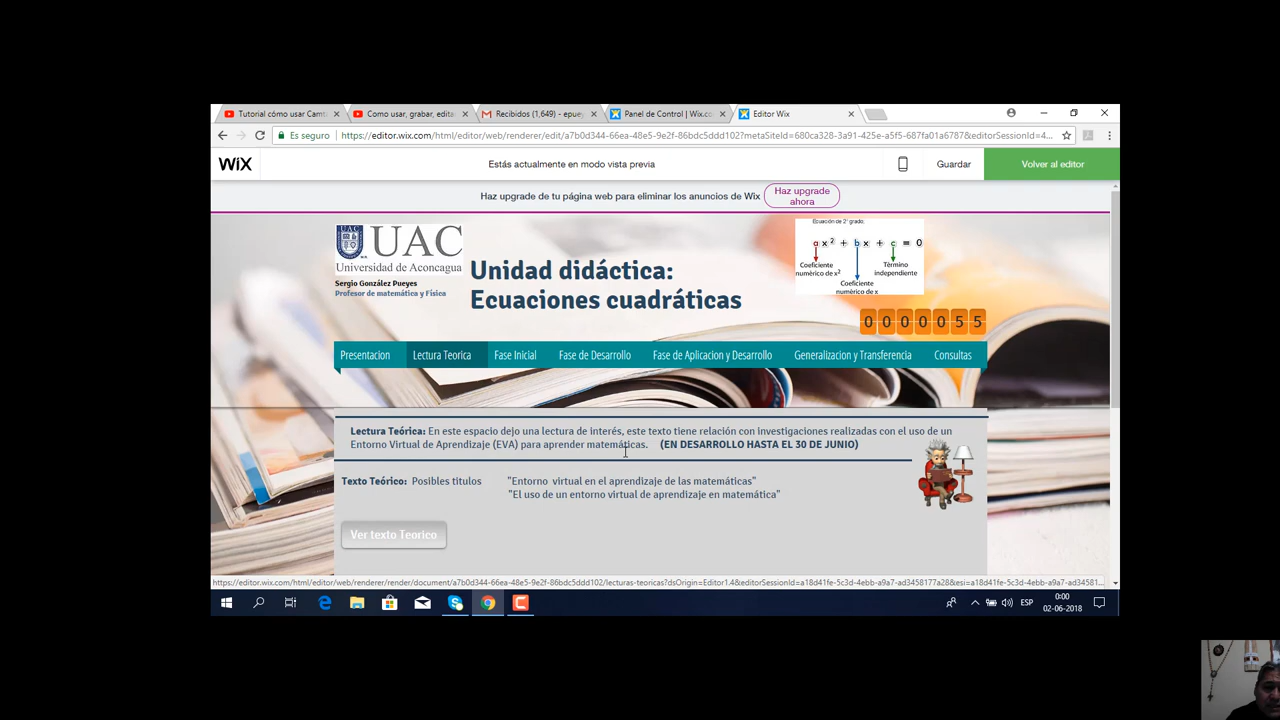 Tutorial cómo usar Cams
Como usar, grabar, edita
Recibidos (1,649) - epuey
Panel de Control | Wix.co
Editor Wix
Es seguro
https://editor.wix.com/html/editor/web/renderer/edit/a7b0d344-66ea-48e5-9e2f-86bdc5ddd102?metaSiteId=680ca328-3a91-425e-a5f5-687fa01a6787&editorSessionId=4...
WiX
Estás actualmente en modo vista previa
Guardar
Volver al editor
Haz upgrade de tu página web para eliminar los anuncios de Wix
Haz upgrade
ahora
UAC
Universidad de Aconcagua
Sergio González Pueyes
Profesor de matemática y Física
Unidad didáctica:
Ecuaciones cuadráticas
Ecuación de 2° grado:
a x² + b x + c = 0
Coeficiente
numérico de x²
Término
independiente
Coeficiente
numérico de x
0 0 0 0 0 5 5
Presentacion
Lectura Teorica
Fase Inicial
Fase de Desarrollo
Fase de Aplicacion y Desarrollo
Generalizacion y Transferencia
Consultas
Lectura Teórica: En este espacio dejo una lectura de interés, este texto tiene relación con investigaciones realizadas con el uso de un
Entorno Virtual de Aprendizaje (EVA) para aprender matemáticas. (EN DESARROLLO HASTA EL 30 DE JUNIO)
Texto Teórico: Posibles titulos "Entorno virtual en el aprendizaje de las matemáticas"
"El uso de un entorno virtual de aprendizaje en matemática"
Ver texto Teorico
https://editor.wix.com/html/editor/web/renderer/render/document/a7b0d344-66ea-48e5-9e2f-86bdc5ddd102/lecturas-teoricas?dsOrigin=Editor1.4&editorSessionId=a18d41fe-5c3d-4ebb-a9a7-ad3458177a28&esi=a18d41fe-5c3d-4ebb-a9a7-ad34581...
ESP
0:00
02-06-2018